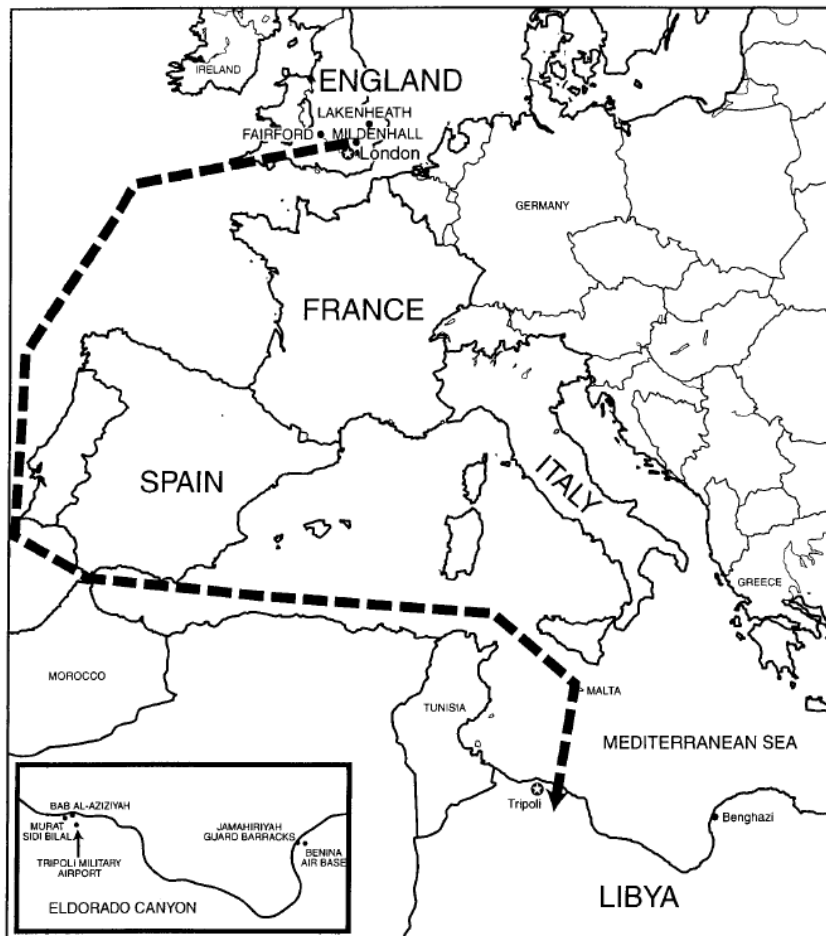 IRELAND
ENGLAND
LAKENHEATH
FAIRFORD
MILDENHALL
London
GERMANY
FRANCE
SPAIN
ITALY
GREECE
MOROCCO
TUNISIA
MALTA
MEDITERRANEAN SEA
Tripoli
Benghazi
LIBYA
BAB AL-AZIZIYAH
MURAT
SIDI BILAL
TRIPOLI MILITARY
AIRPORT
JAMAHIRIYAH
GUARD BARRACKS
BENINA
AIR BASE
ELDORADO CANYON